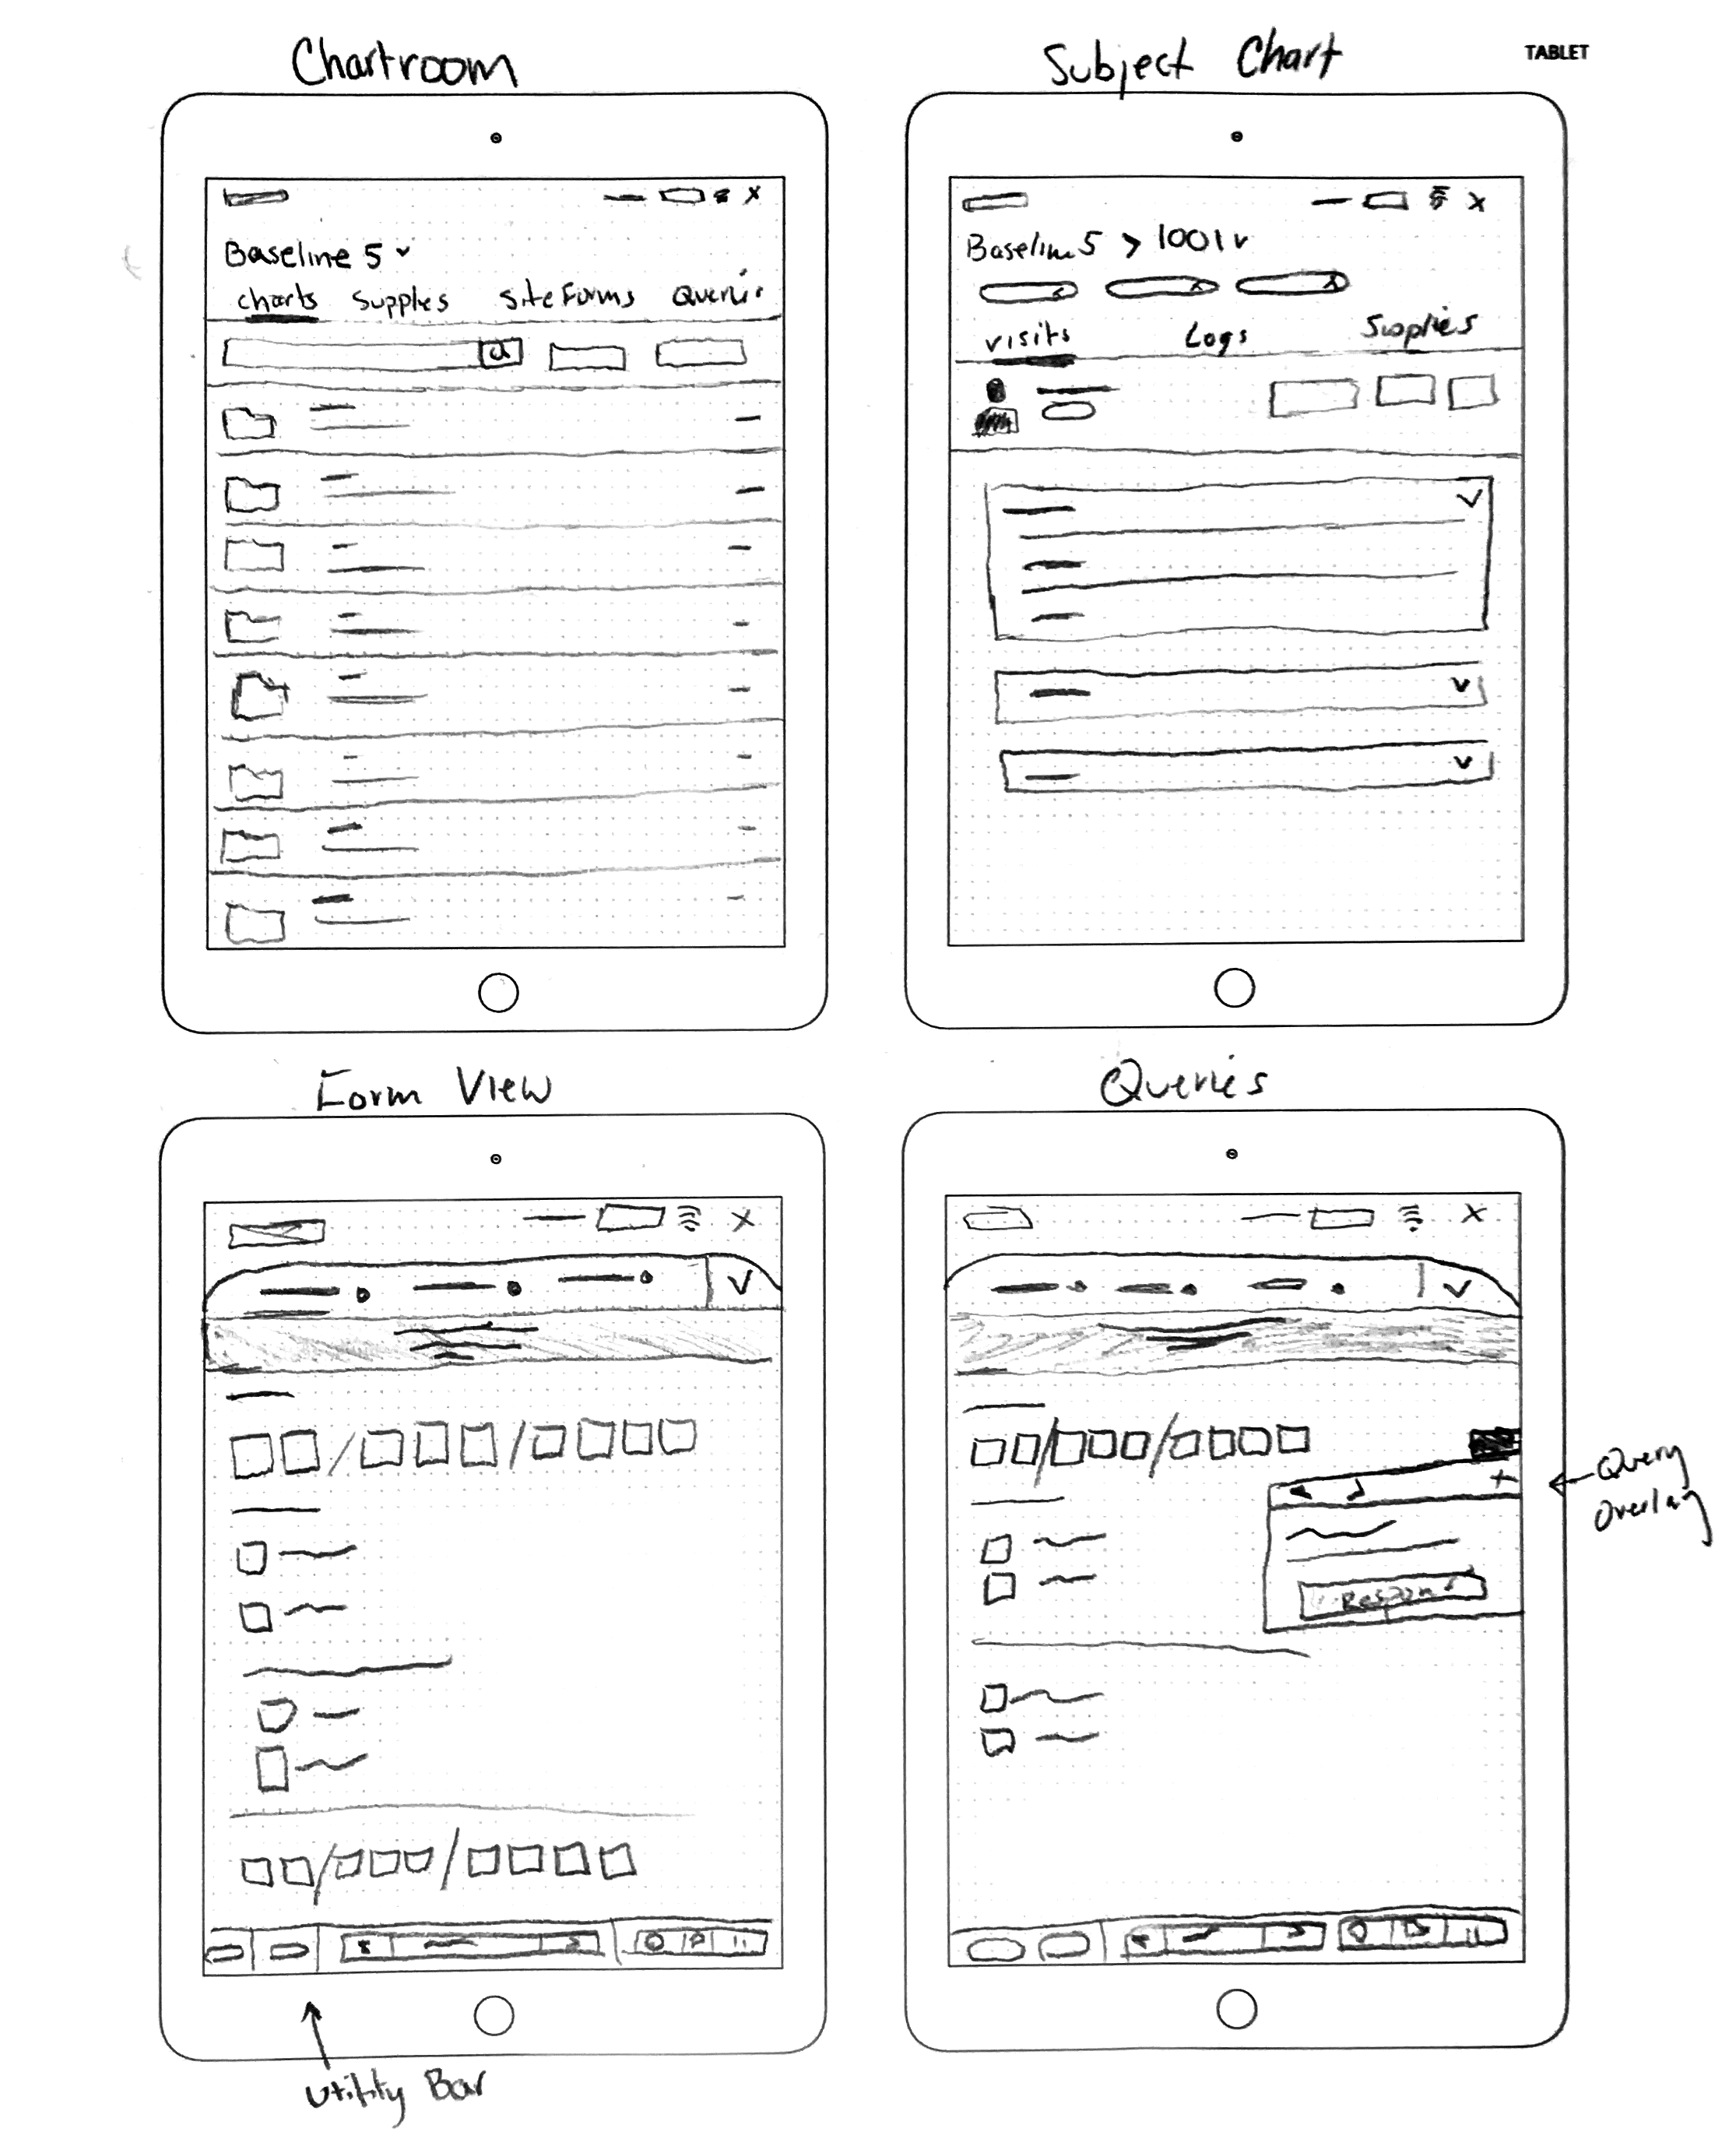 Chartroom
Baseline 5
charts Supplies Site Forms Queries
Subject Chart
TABLET
Baseline 5 > 1001
visits Logs Supplies
Form View
Utility Bar
Queries
Query
Overlay
Respond